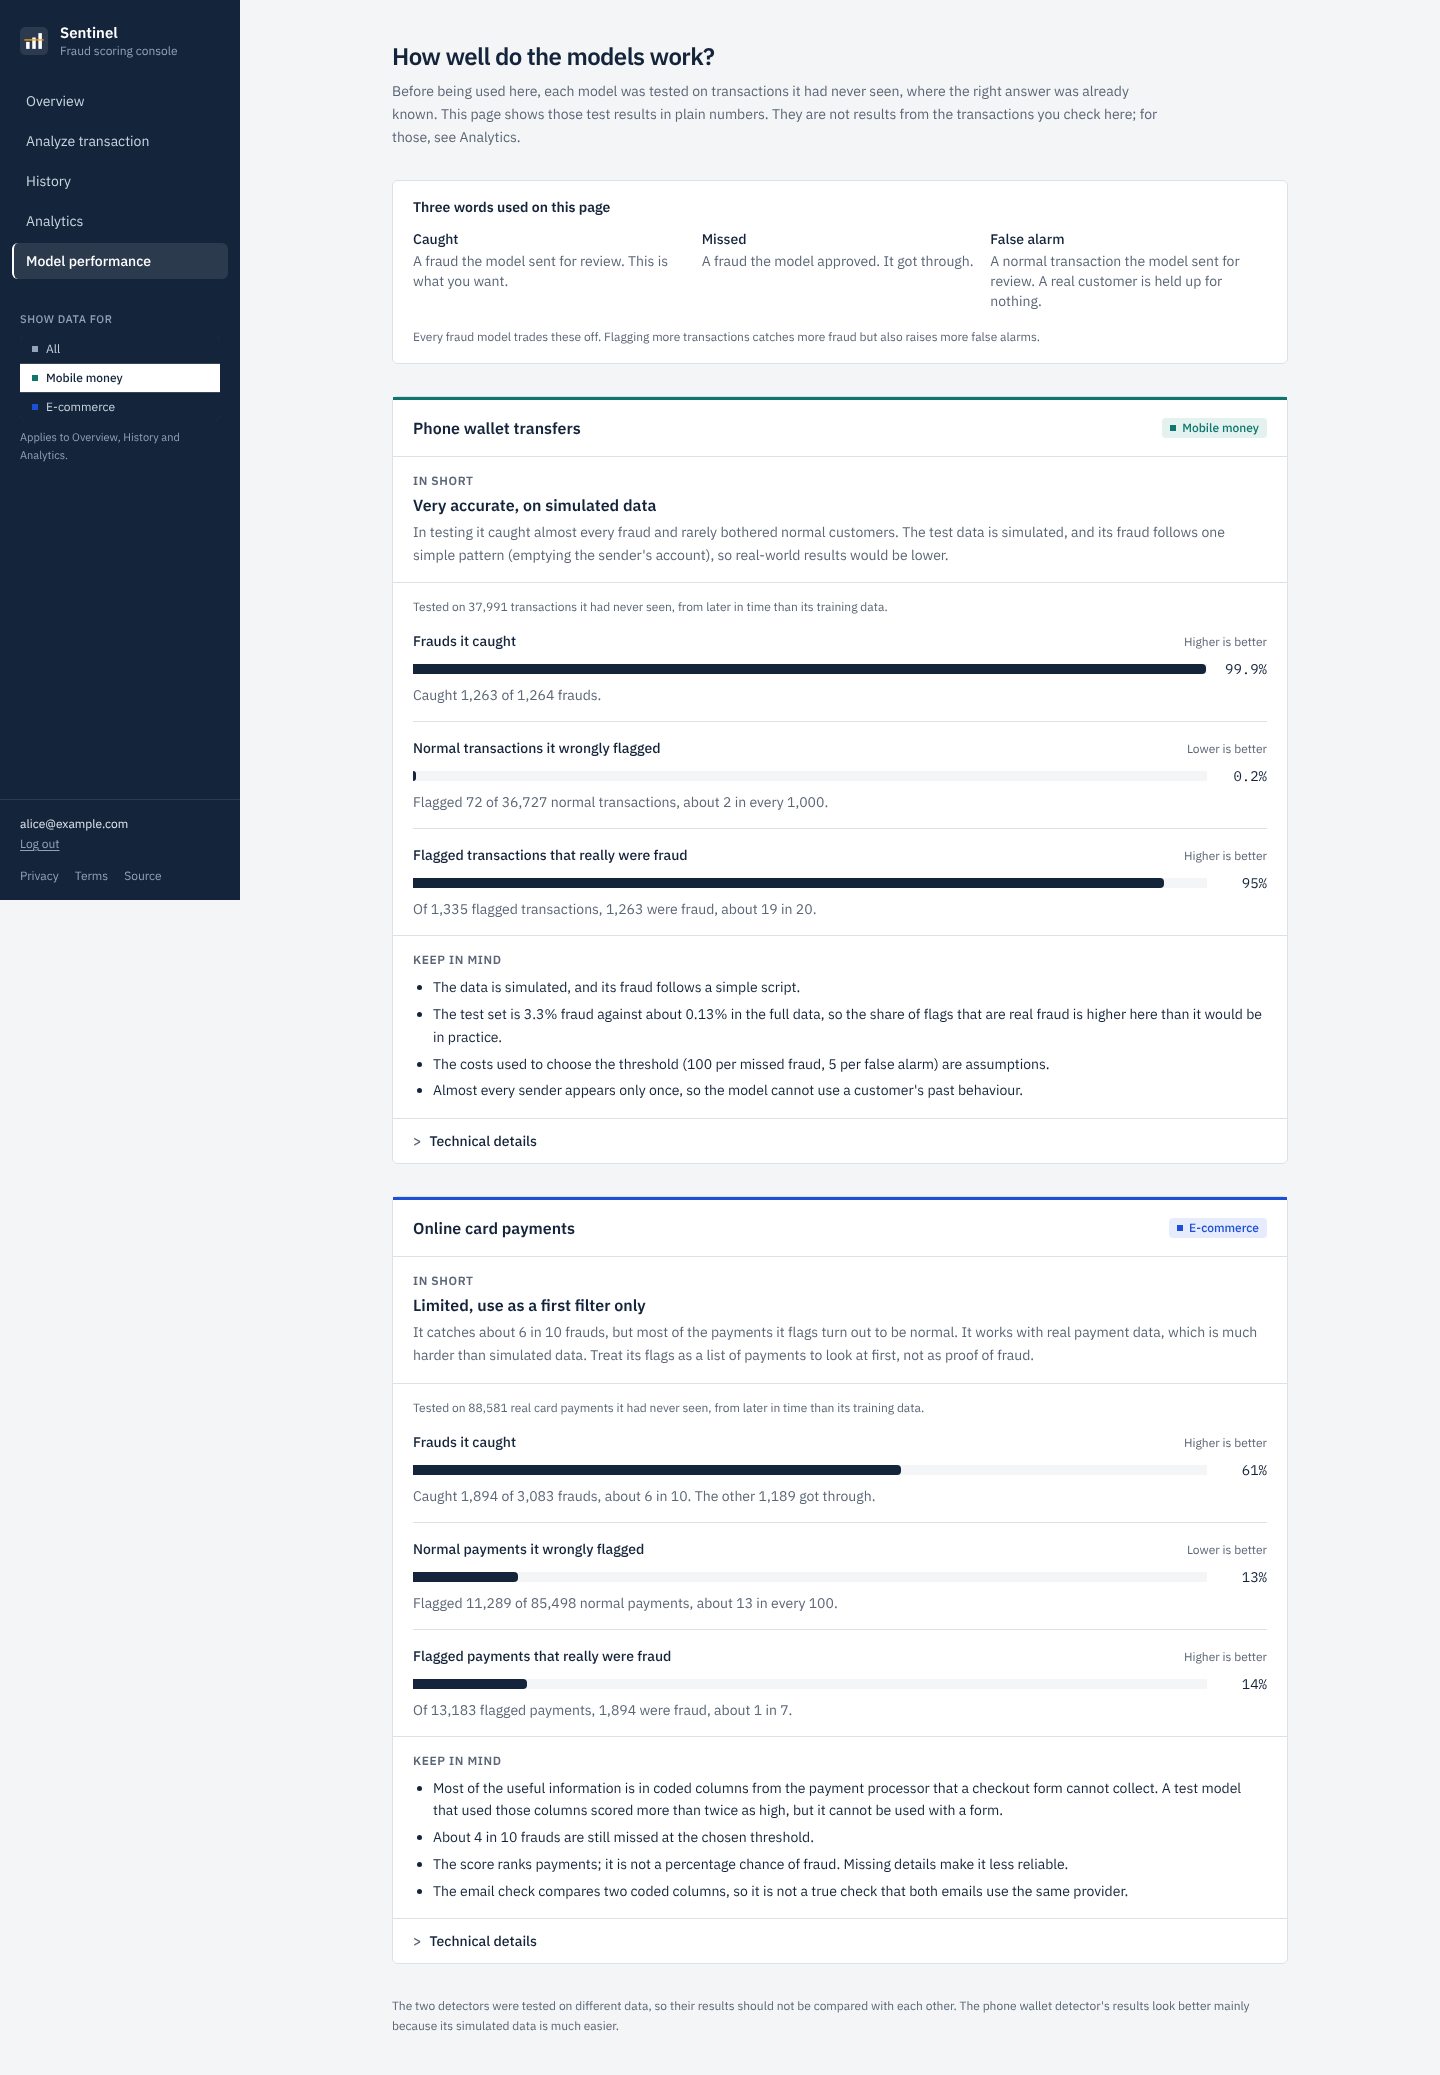 Sentinel
Fraud scoring console
Overview
Analyze transaction
History
Analytics
Model performance
SHOW DATA FOR
All
Mobile money
E-commerce
Applies to Overview, History and
Analytics.
alice@example.com
Log out
Privacy Terms Source
How well do the models work?
Before being used here, each model was tested on transactions it had never seen, where the right answer was already
known. This page shows those test results in plain numbers. They are not results from the transactions you check here; for
those, see Analytics.
Three words used on this page
Caught
A fraud the model sent for review. This is
what you want.
Missed
A fraud the model approved. It got through.
False alarm
A normal transaction the model sent for
review. A real customer is held up for
nothing.
Every fraud model trades these off. Flagging more transactions catches more fraud but also raises more false alarms.
Phone wallet transfers
Mobile money
IN SHORT
Very accurate, on simulated data
In testing it caught almost every fraud and rarely bothered normal customers. The test data is simulated, and its fraud follows one
simple pattern (emptying the sender's account), so real-world results would be lower.
Tested on 37,991 transactions it had never seen, from later in time than its training data.
Frauds it caught
Higher is better
99.9%
Caught 1,263 of 1,264 frauds.
Normal transactions it wrongly flagged
Lower is better
0.2%
Flagged 72 of 36,727 normal transactions, about 2 in every 1,000.
Flagged transactions that really were fraud
Higher is better
95%
Of 1,335 flagged transactions, 1,263 were fraud, about 19 in 20.
KEEP IN MIND
• The data is simulated, and its fraud follows a simple script.
• The test set is 3.3% fraud against about 0.13% in the full data, so the share of flags that are real fraud is higher here than it would be
in practice.
• The costs used to choose the threshold (100 per missed fraud, 5 per false alarm) are assumptions.
• Almost every sender appears only once, so the model cannot use a customer's past behaviour.
> Technical details
Online card payments
E-commerce
IN SHORT
Limited, use as a first filter only
It catches about 6 in 10 frauds, but most of the payments it flags turn out to be normal. It works with real payment data, which is much
harder than simulated data. Treat its flags as a list of payments to look at first, not as proof of fraud.
Tested on 88,581 real card payments it had never seen, from later in time than its training data.
Frauds it caught
Higher is better
61%
Caught 1,894 of 3,083 frauds, about 6 in 10. The other 1,189 got through.
Normal payments it wrongly flagged
Lower is better
13%
Flagged 11,289 of 85,498 normal payments, about 13 in every 100.
Flagged payments that really were fraud
Higher is better
14%
Of 13,183 flagged payments, 1,894 were fraud, about 1 in 7.
KEEP IN MIND
• Most of the useful information is in coded columns from the payment processor that a checkout form cannot collect. A test model
that used those columns scored more than twice as high, but it cannot be used with a form.
• About 4 in 10 frauds are still missed at the chosen threshold.
• The score ranks payments; it is not a percentage chance of fraud. Missing details make it less reliable.
• The email check compares two coded columns, so it is not a true check that both emails use the same provider.
> Technical details
The two detectors were tested on different data, so their results should not be compared with each other. The phone wallet detector's results look better mainly
because its simulated data is much easier.